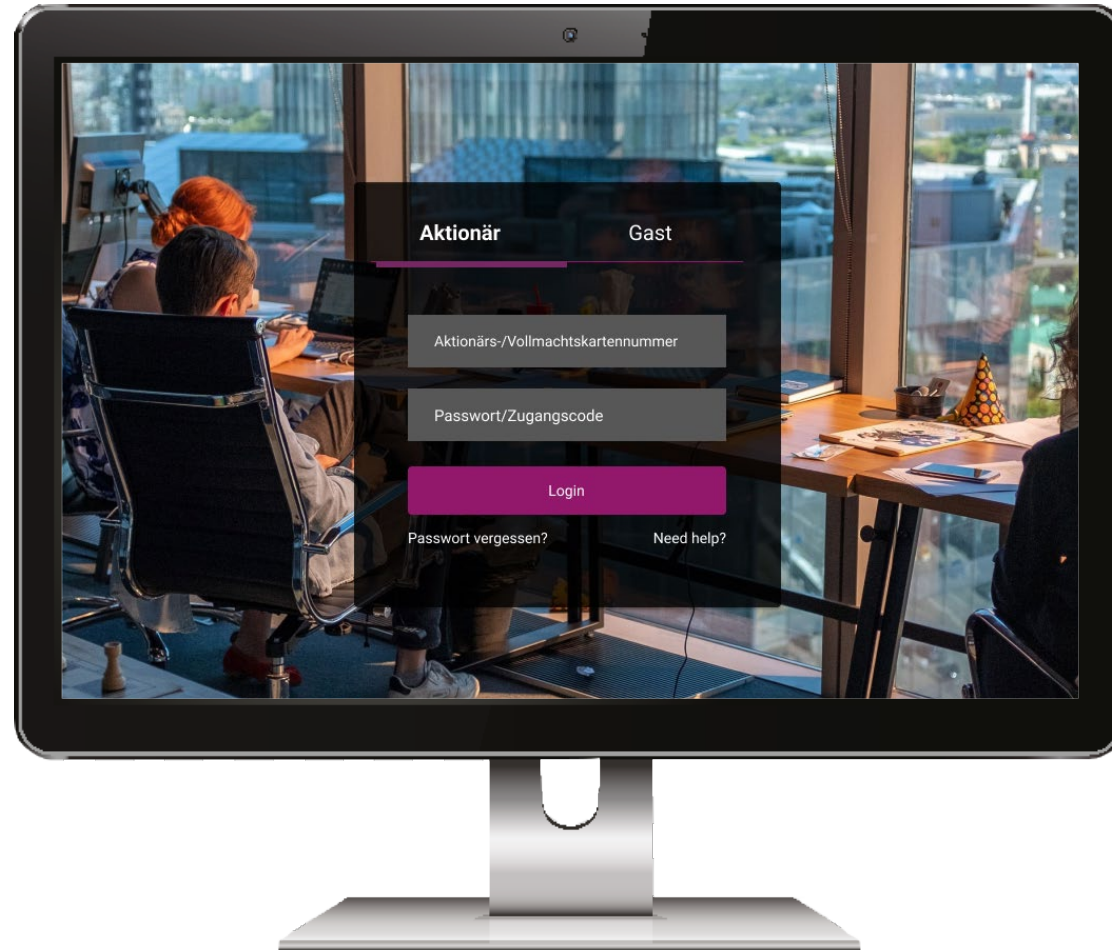 Aktionär
Gast
Aktionärs-/Vollmachtskartennummer
Passwort/Zugangscode
Login
Passwort vergessen?
Need help?